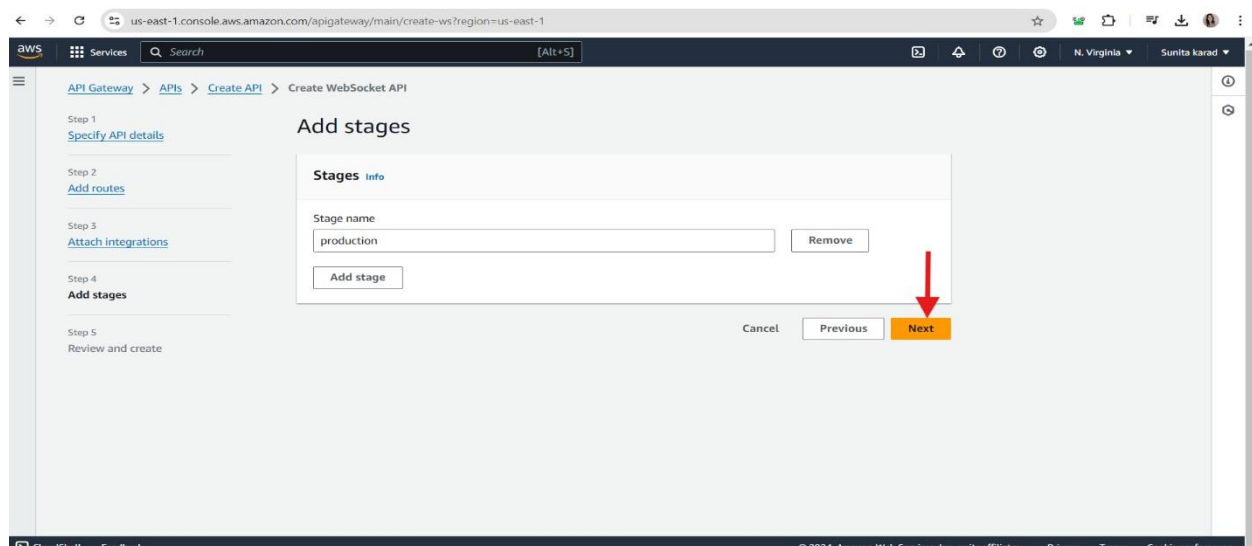 us-east-1.console.aws.amazon.com/apigateway/main/create-ws?region=us-east-1
aws Services Search [Alt+S] N. Virginia Sunita karad
API Gateway > APIs > Create API > Create WebSocket API
Step 1
Specify API details
Step 2
Add routes
Step 3
Attach integrations
Step 4
Add stages
Step 5
Review and create
Add stages
Stages Info
Stage name
production Remove
Add stage
Cancel Previous Next